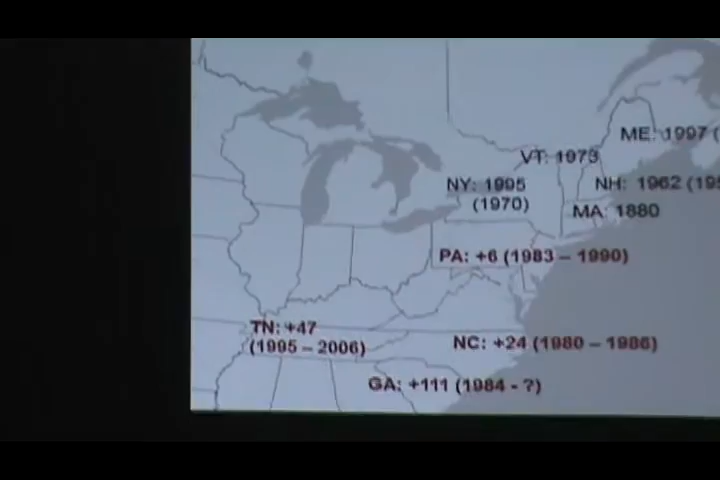 ME: 1997 (
VT: 1973
NY: 1995
(1970)
NH: 1962 (195
MA: 1880
PA: +6 (1983 – 1990)
TN: +47
(1995 – 2006)
NC: +24 (1980 – 1986)
GA: +111 (1984 - ?)